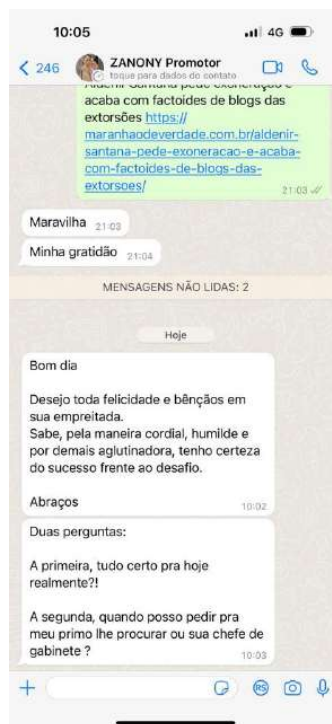 10:05
4G
246
ZANONY Promotor
toque para dados do contato
Aldenir Santana pede exoneração e
acaba com factoides de blogs das
extorsões https://
maranhaodeverdade.com.br/aldenir-
santana-pede-exoneracao-e-acaba-
com-factoides-de-blogs-das-
extorsoes/
21:03
Maravilha 21:03
Minha gratidão 21:04
MENSAGENS NÃO LIDAS: 2
Hoje
Bom dia
Desejo toda felicidade e bênçãos em
sua empreitada.
Sabe, pela maneira cordial, humilde e
por demais aglutinadora, tenho certeza
do sucesso frente ao desafio.
Abraços
10:02
Duas perguntas:
A primeira, tudo certo pra hoje
realmente?!
A segunda, quando posso pedir pra
meu primo lhe procurar ou sua chefe de
gabinete ?
10:03
R$